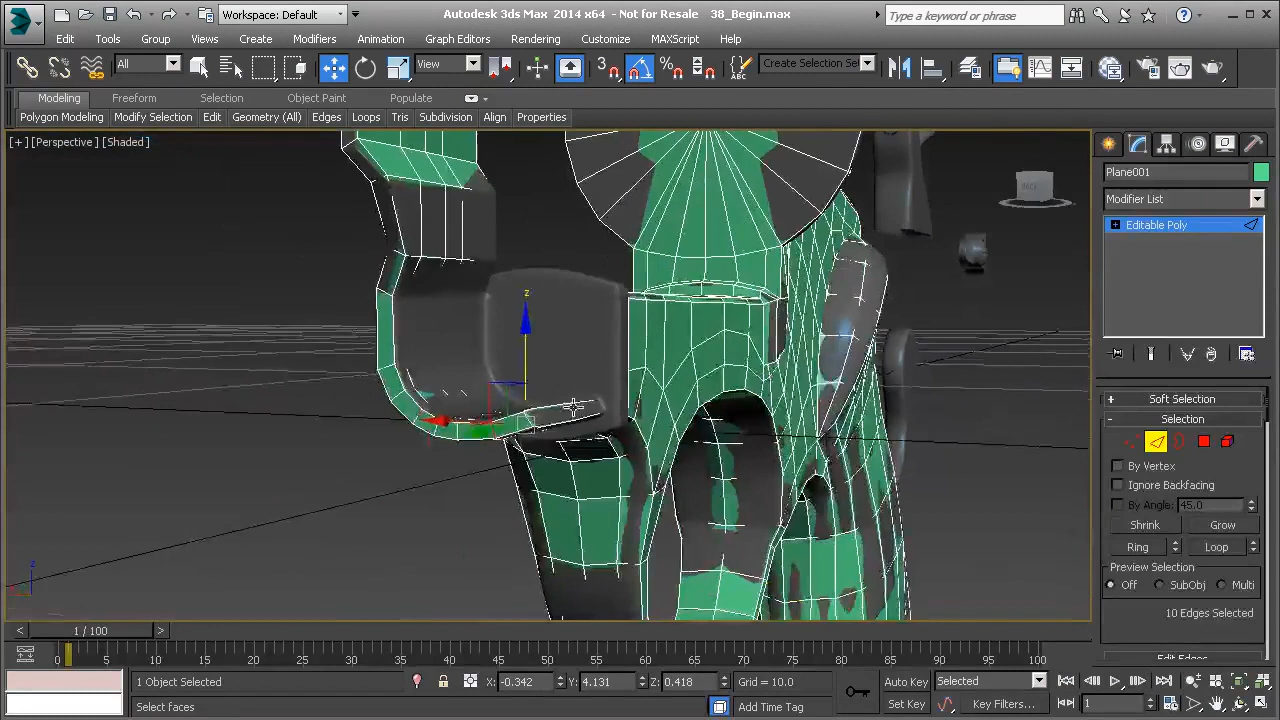 Workspace: Default
Autodesk 3ds Max 2014 x64 - Not for Resale 38_Begin.max
Type a keyword or phrase
Edit Tools Group Views Create Modifiers Animation Graph Editors Rendering Customize MAXScript Help
All View Create Selection Set
Modeling Freeform Selection Object Paint Populate
Polygon Modeling Modify Selection Edit Geometry (All) Edges Loops Tris Subdivision Align Properties
[+] [Perspective] [Shaded]
BACK
z
z
Plane001
Modifier List
Editable Poly
+ Soft Selection
- Selection
By Vertex
Ignore Backfacing
By Angle: 45.0
Shrink Grow
Ring Loop
Preview Selection
Off SubObj Multi
10 Edges Selected
< 1 / 100 >
0 5 10 15 20 25 30 35 40 45 50 55 60 65 70 75 80 85 90 95 100
1 Object Selected X: -0.342 Y: 4.131 Z: 0.418 Grid = 10.0 Auto Key Selected
Select faces Add Time Tag Set Key Key Filters... 1